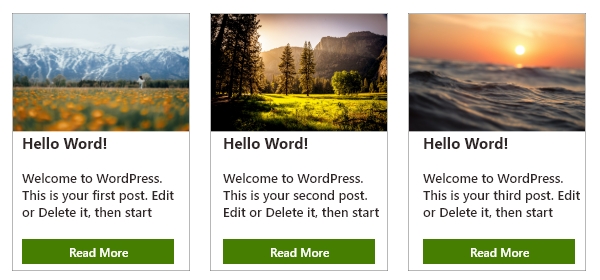 Hello Word!
Welcome to WordPress.
This is your first post. Edit
or Delete it, then start
Read More
Hello Word!
Welcome to WordPress.
This is your second post.
Edit or Delete it, then start
Read More
Hello Word!
Welcome to WordPress.
This is your third post. Edit
or Delete it, then start
Read More